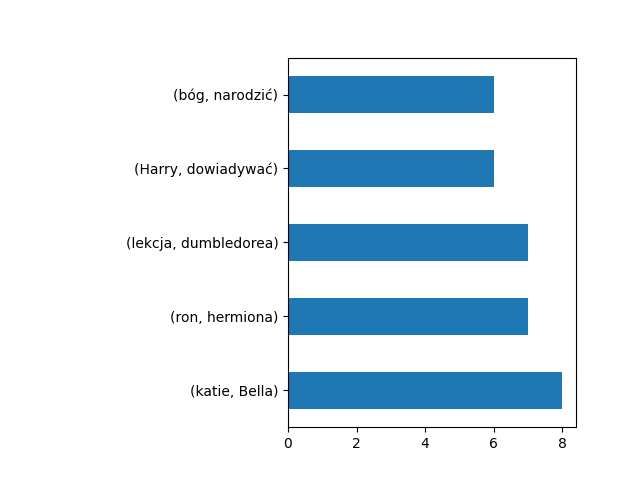 (bóg, narodzić)
(Harry, dowiadywać)
(lekcja, dumbledorea)
(ron, hermiona)
(katie, Bella)
0 2 4 6 8